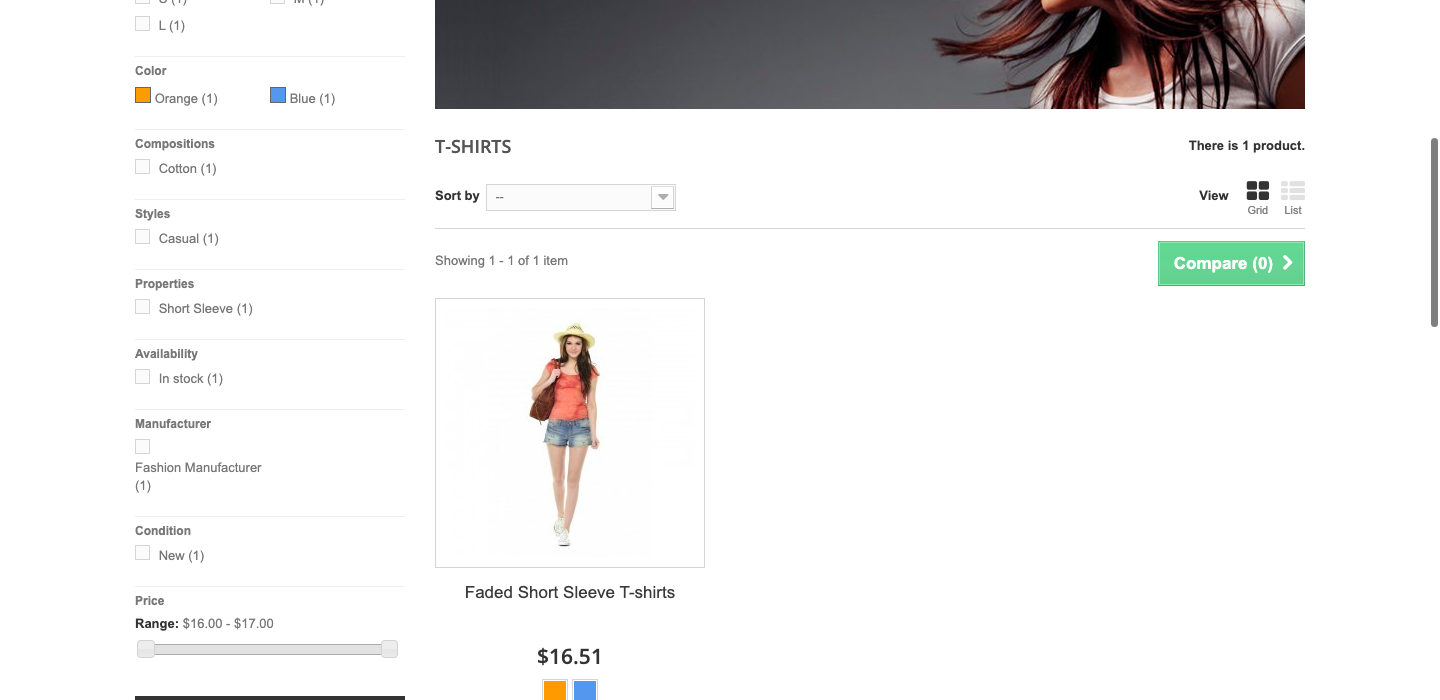 S (1)
M (1)
L (1)
Color
Orange (1)
Blue (1)
Compositions
Cotton (1)
Styles
Casual (1)
Properties
Short Sleeve (1)
Availability
In stock (1)
Manufacturer
Fashion Manufacturer
(1)
Condition
New (1)
Price
Range: $16.00 - $17.00
T-SHIRTS
There is 1 product.
Sort by --
View
Grid
List
Showing 1 - 1 of 1 item
Compare (0)
Faded Short Sleeve T-shirts
$16.51